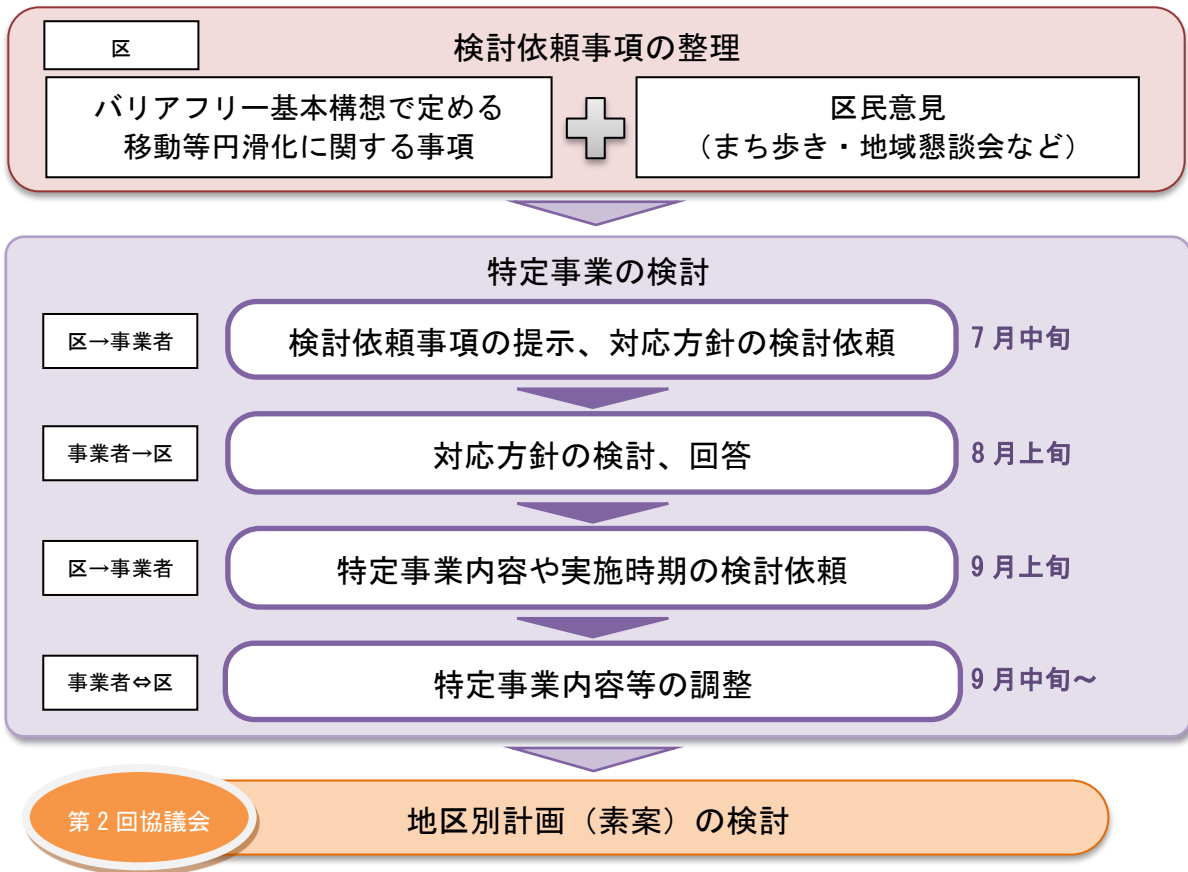 区
検討依頼事項の整理
バリアフリー基本構想で定める
移動等円滑化に関する事項
区民意見
（まち歩き・地域懇談会など）
特定事業の検討
区→事業者
検討依頼事項の提示、対応方針の検討依頼
7月中旬
事業者→区
対応方針の検討、回答
8月上旬
区→事業者
特定事業内容や実施時期の検討依頼
9月上旬
事業者⇔区
特定事業内容等の調整
9月中旬～
第2回協議会
地区別計画（素案）の検討